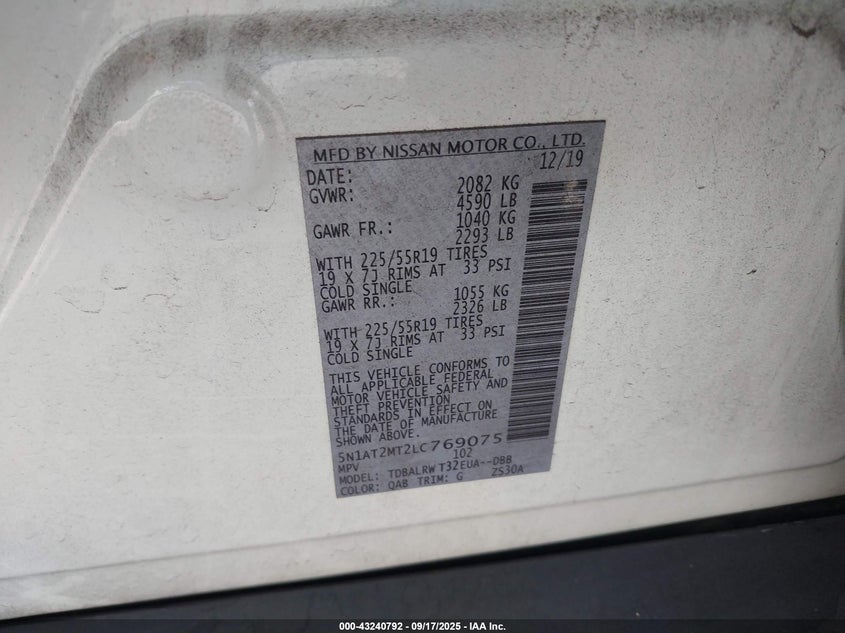 MFD BY NISSAN MOTOR CO., LTD.
DATE: 12/19
GVWR: 2082 KG
4590 LB
GAWR FR.: 1040 KG
2293 LB
WITH 225/55R19 TIRES
19 X 7J RIMS AT 33 PSI
COLD SINGLE
GAWR RR.: 1055 KG
2326 LB
WITH 225/55R19 TIRES
19 X 7J RIMS AT 33 PSI
COLD SINGLE
THIS VEHICLE CONFORMS TO
ALL APPLICABLE FEDERAL
MOTOR VEHICLE SAFETY AND
THEFT PREVENTION
STANDARDS IN EFFECT ON
THE DATE OF MANUFACTURE
SHOWN ABOVE.
5N1AT2MT2LC769075
MPV 102
MODEL: TDBALRW T32EUA--DBB
COLOR: QAB TRIM: G ZS30A
000-43240792 - 09/17/2025 - IAA Inc.